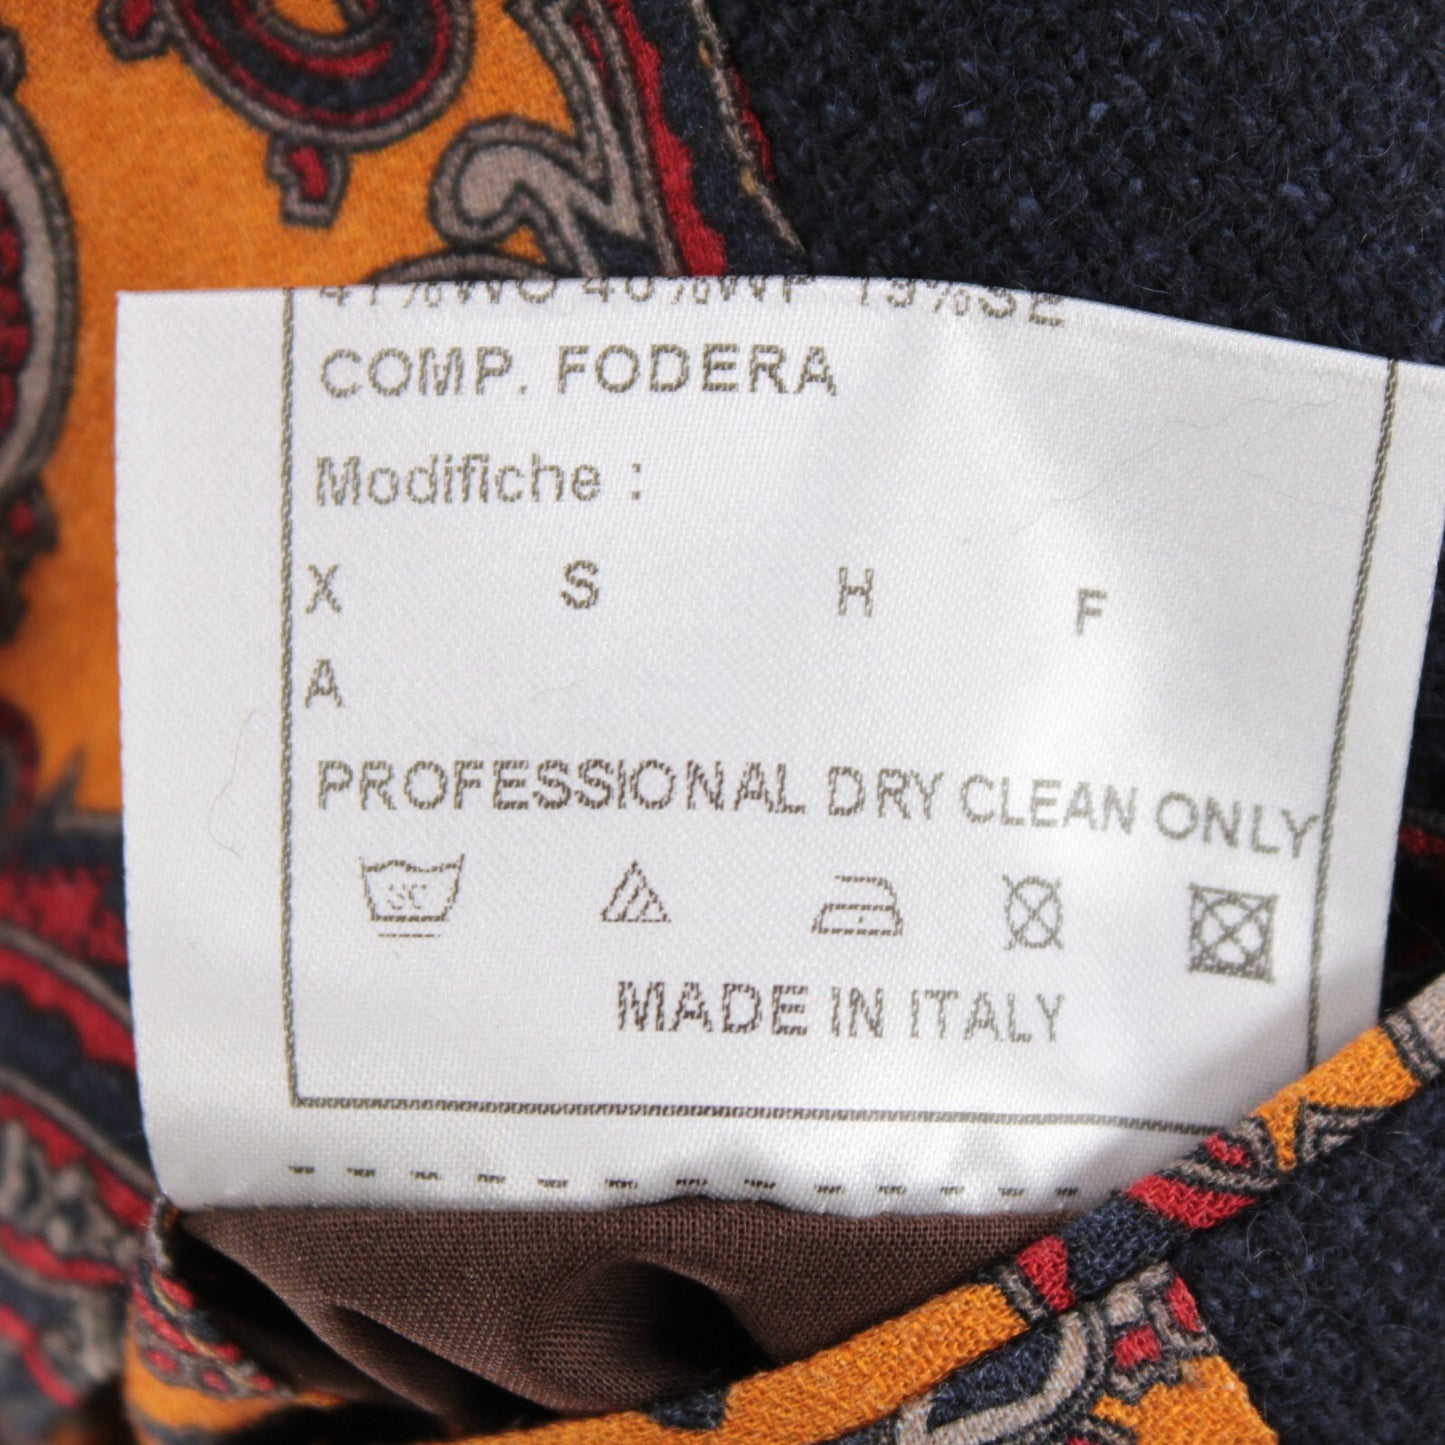 COMP. FODERA
Modifiche :
X S H F
A
PROFESSIONAL DRY CLEAN ONLY
MADE IN ITALY